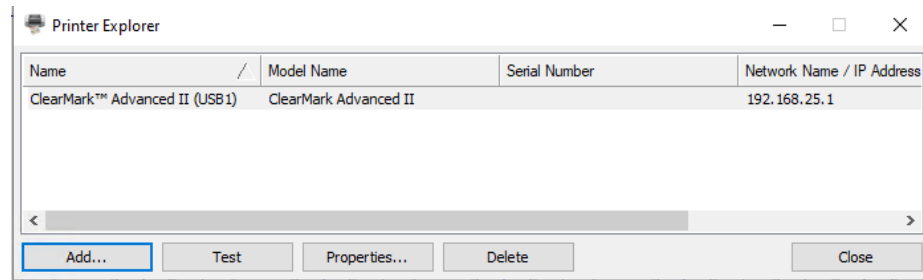 Printer Explorer
Name Model Name Serial Number Network Name / IP Address
ClearMark™ Advanced II (USB1) ClearMark Advanced II 192.168.25.1
Add... Test Properties... Delete Close